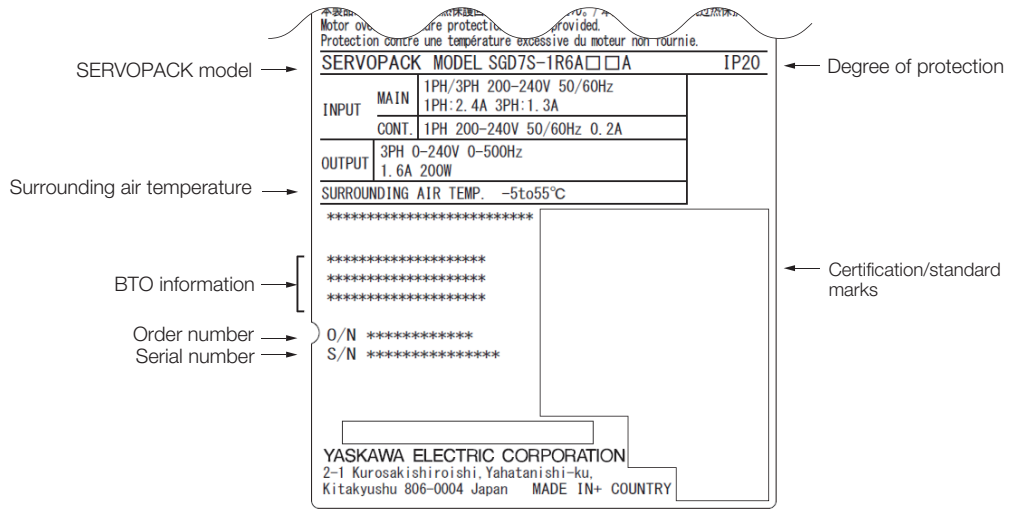 Motor ove re protectio provided.
Protection contre une température excessive du moteur non fournie.
SERVOPACK model
SERVOPACK MODEL SGD7S-1R6A□□A IP20
Degree of protection
INPUT
MAIN
1PH/3PH 200-240V 50/60Hz
1PH:2.4A 3PH:1.3A
CONT. 1PH 200-240V 50/60Hz 0.2A
OUTPUT
3PH 0-240V 0-500Hz
1.6A 200W
Surrounding air temperature
SURROUNDING AIR TEMP. -5to55℃
**************************
BTO information
********************
********************
********************
Certification/standard
marks
Order number
O/N ************
Serial number
S/N ***************
YASKAWA ELECTRIC CORPORATION
2-1 Kurosakishiroishi,Yahatanishi-ku,
Kitakyushu 806-0004 Japan MADE IN+ COUNTRY